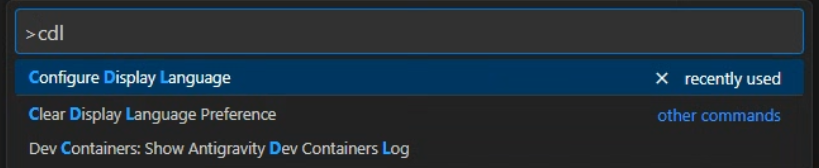 >cdl
Configure Display Language recently used
Clear Display Language Preference other commands
Dev Containers: Show Antigravity Dev Containers Log